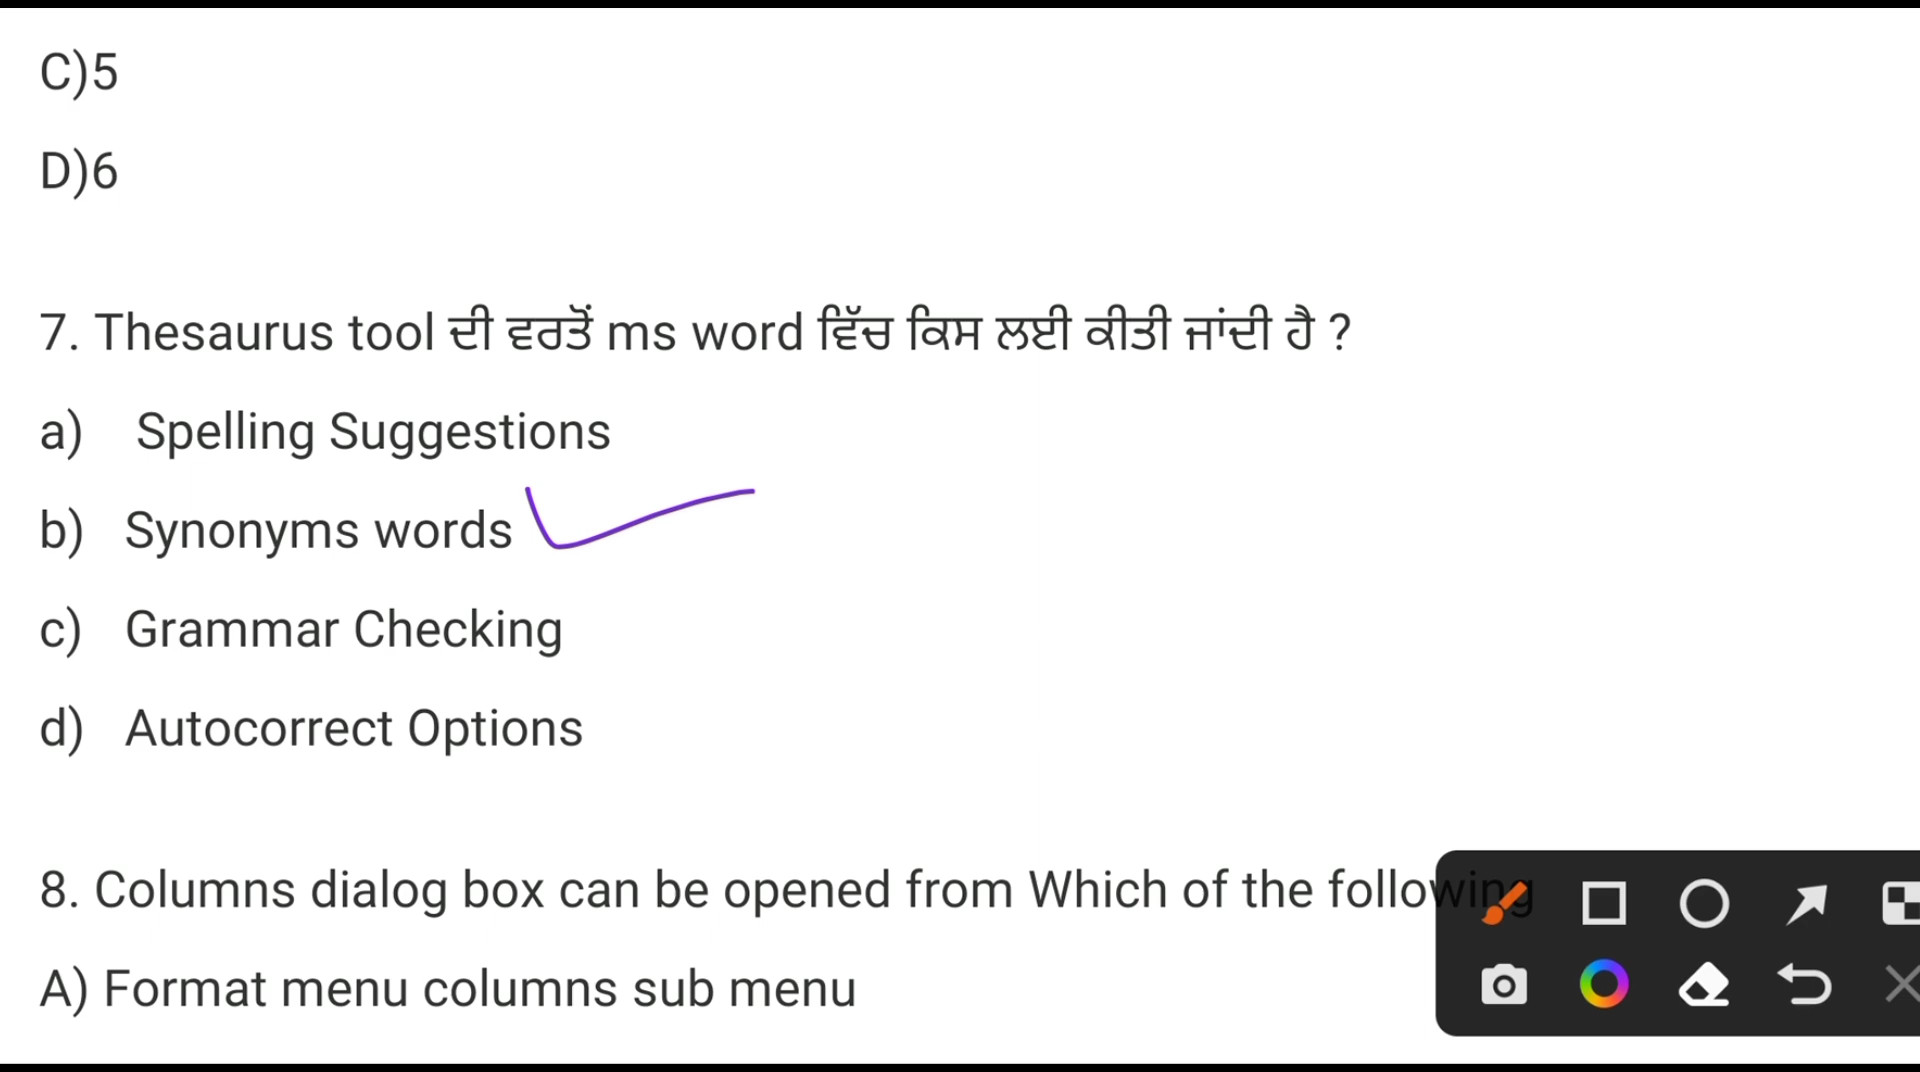 C)5
D)6
7. Thesaurus tool ਦੀ ਵਰਤੋਂ ms word ਵਿੱਚ ਕਿਸ ਲਈ ਕੀਤੀ ਜਾਂਦੀ ਹੈ ?
a) Spelling Suggestions
b) Synonyms words
c) Grammar Checking
d) Autocorrect Options
8. Columns dialog box can be opened from Which of the following
A) Format menu columns sub menu